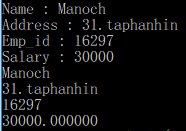 Name : Manoch
Address : 31.taphanhin
Emp_id : 16297
Salary : 30000
Manoch
31.taphanhin
16297
30000.000000